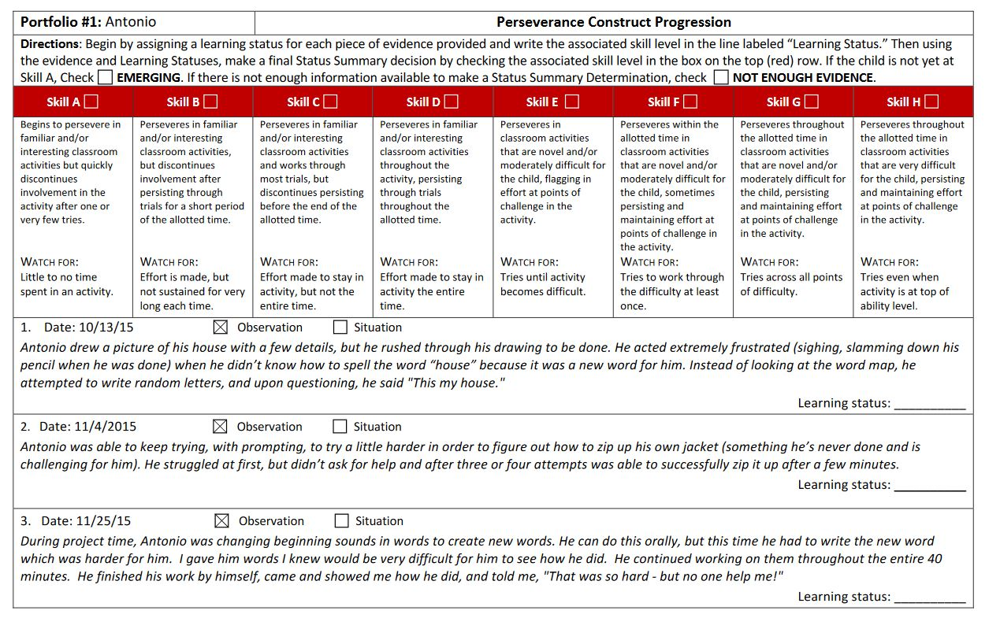 Portfolio #1: Antonio
Perseverance Construct Progression
Directions: Begin by assigning a learning status for each piece of evidence provided and write the associated skill level in the line labeled “Learning Status.” Then using
the evidence and Learning Statuses, make a final Status Summary decision by checking the associated skill level in the box on the top (red) row. If the child is not yet at
Skill A, Check ☐ EMERGING. If there is not enough information available to make a Status Summary Determination, check ☐ NOT ENOUGH EVIDENCE.
Skill A ☐
Begins to persevere in
familiar and/or
interesting classroom
activities but quickly
discontinues
involvement in the
activity after one or
very few tries.
WATCH FOR:
Little to no time
spent in an activity.
Skill B ☐
Perseveres in familiar
and/or interesting
classroom activities,
but discontinues
involvement after
persisting through
trials for a short period
of the allotted time.
WATCH FOR:
Effort is made, but
not sustained for very
long each time.
Skill C ☐
Perseveres in familiar
and/or interesting
classroom activities
and works through
most trials, but
discontinues persisting
before the end of the
allotted time.
WATCH FOR:
Effort made to stay in
activity, but not the
entire time.
Skill D ☐
Perseveres in familiar
and/or interesting
classroom activities
throughout the
activity, persisting
through trials
throughout the
allotted time.
WATCH FOR:
Effort made to stay in
activity the entire
time.
Skill E ☐
Perseveres in
classroom activities
that are novel and/or
moderately difficult for
the child, flagging in
effort at points of
challenge in the
activity.
WATCH FOR:
Tries until activity
becomes difficult.
Skill F ☐
Perseveres within the
allotted time in
classroom activities
that are novel and/or
moderately difficult for
the child, sometimes
persisting and
maintaining effort at
points of challenge in
the activity.
WATCH FOR:
Tries to work through
the difficulty at least
once.
Skill G ☐
Perseveres throughout
the allotted time in
classroom activities
that are novel and/or
moderately difficult for
the child, persisting
and maintaining effort
at points of challenge
in the activity.
WATCH FOR:
Tries across all points
of difficulty.
Skill H ☐
Perseveres throughout
the allotted time in
classroom activities
that are very difficult
for the child, persisting
and maintaining effort
at points of challenge
in the activity.
WATCH FOR:
Tries even when
activity is at top of
ability level.
1. Date: 10/13/15 ☒ Observation ☐ Situation
Antonio drew a picture of his house with a few details, but he rushed through his drawing to be done. He acted extremely frustrated (sighing, slamming down his
pencil when he was done) when he didn’t know how to spell the word “house” because it was a new word for him. Instead of looking at the word map, he
attempted to write random letters, and upon questioning, he said "This my house."
Learning status: __________
2. Date: 11/4/2015 ☒ Observation ☐ Situation
Antonio was able to keep trying, with prompting, to try a little harder in order to figure out how to zip up his own jacket (something he’s never done and is
challenging for him). He struggled at first, but didn’t ask for help and after three or four attempts was able to successfully zip it up after a few minutes.
Learning status: __________
3. Date: 11/25/15 ☒ Observation ☐ Situation
During project time, Antonio was changing beginning sounds in words to create new words. He can do this orally, but this time he had to write the new word
which was harder for him. I gave him words I knew would be very difficult for him to see how he did. He continued working on them throughout the entire 40
minutes. He finished his work by himself, came and showed me how he did, and told me, "That was so hard - but no one help me!"
Learning status: __________